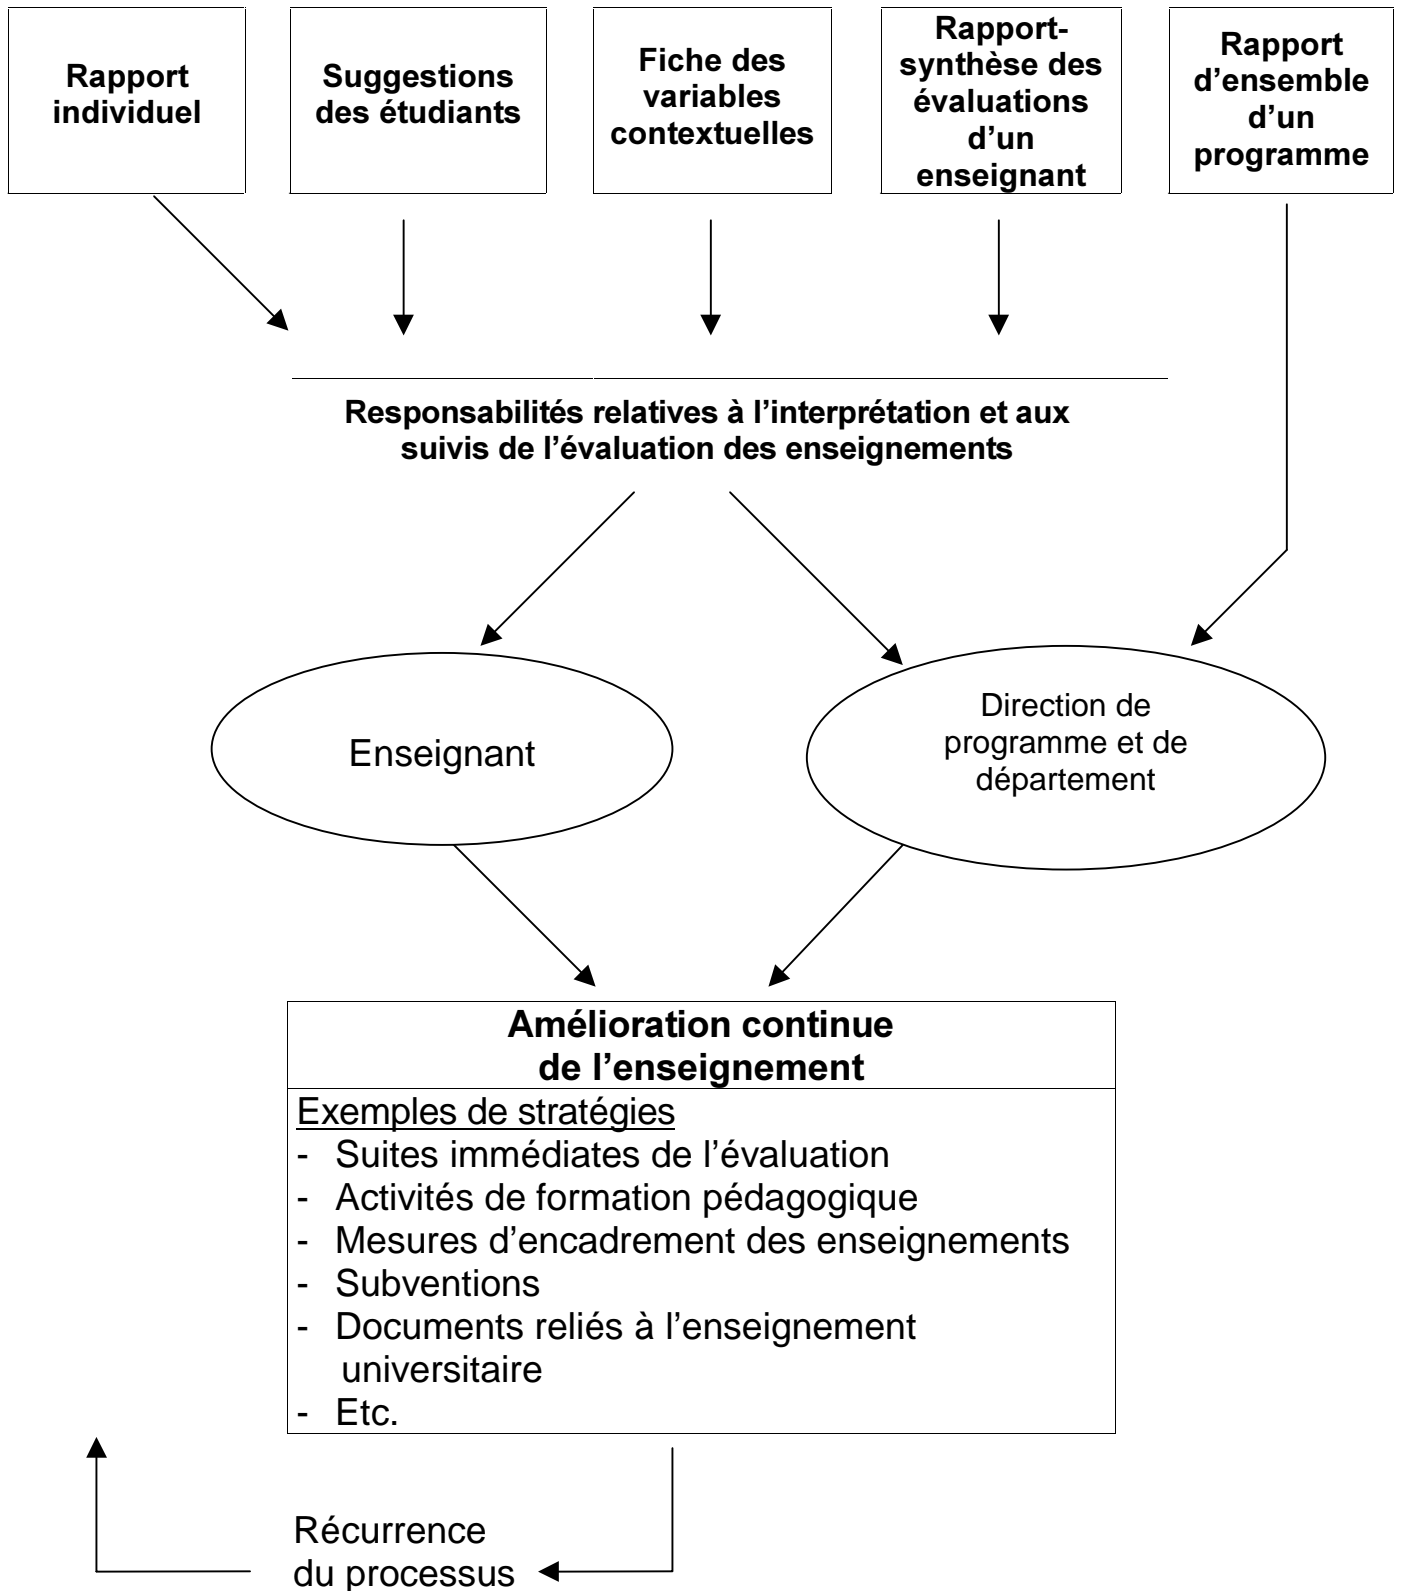 Rapport
individuel
Suggestions
des étudiants
Fiche des
variables
contextuelles
Rapport-
synthèse des
évaluations
d’un
enseignant
Rapport
d’ensemble
d’un
programme
Responsabilités relatives à l’interprétation et aux
suivis de l’évaluation des enseignements
Enseignant
Direction de
programme et de
département
Amélioration continue
de l’enseignement
Exemples de stratégies
- Suites immédiates de l’évaluation
- Activités de formation pédagogique
- Mesures d’encadrement des enseignements
- Subventions
- Documents reliés à l’enseignement
universitaire
- Etc.
Récurrence
du processus